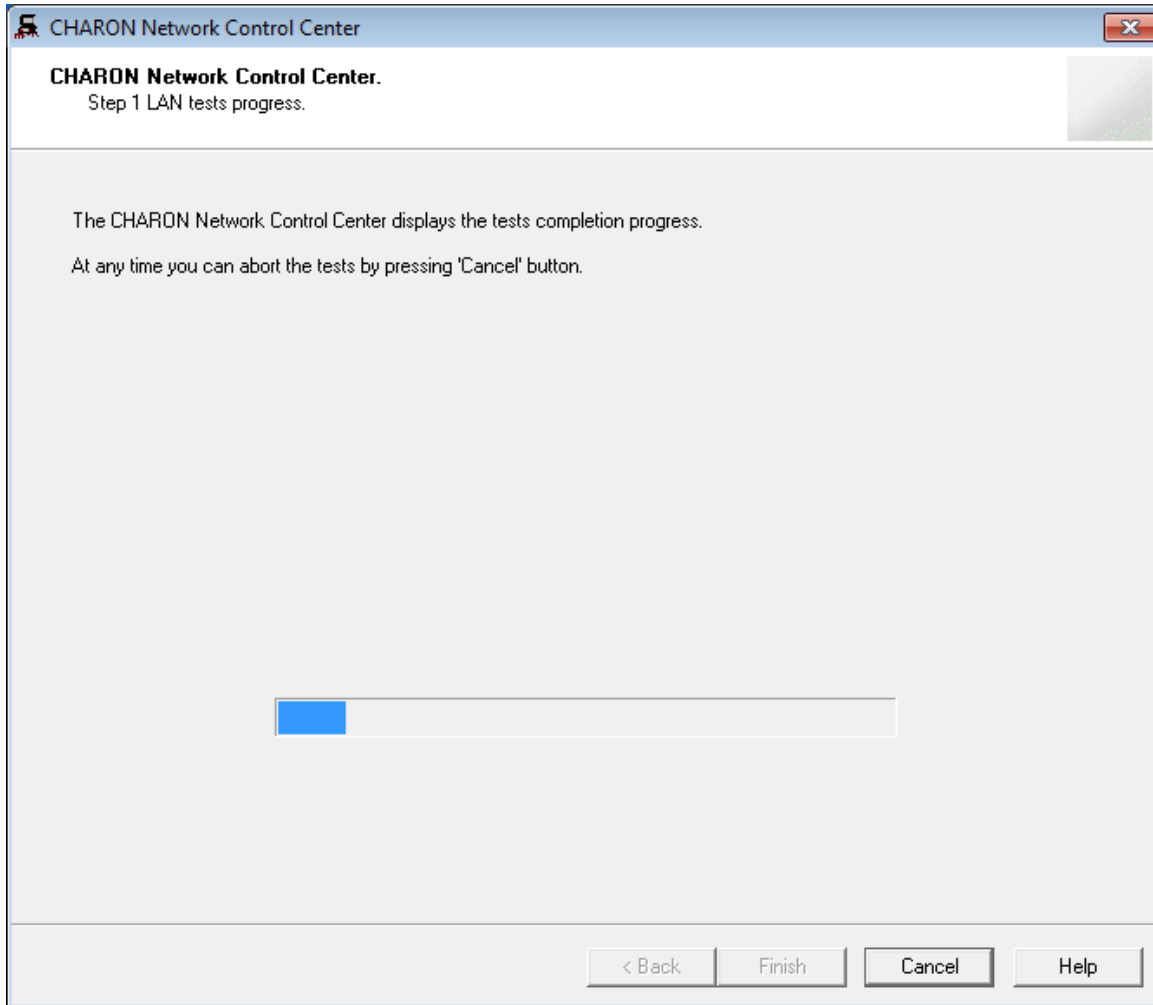 CHARON Network Control Center
CHARON Network Control Center.
Step 1 LAN tests progress.
The CHARON Network Control Center displays the tests completion progress.
At any time you can abort the tests by pressing 'Cancel' button.
< Back Finish Cancel Help